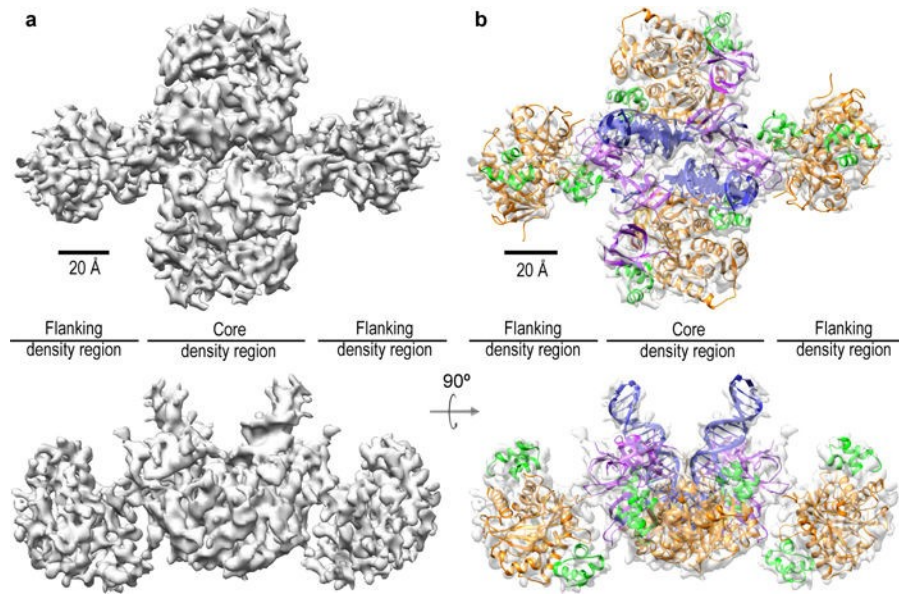 a
b
20 Å
20 Å
Flanking
density region
Core
density region
Flanking
density region
Flanking
density region
Core
density region
Flanking
density region
90º